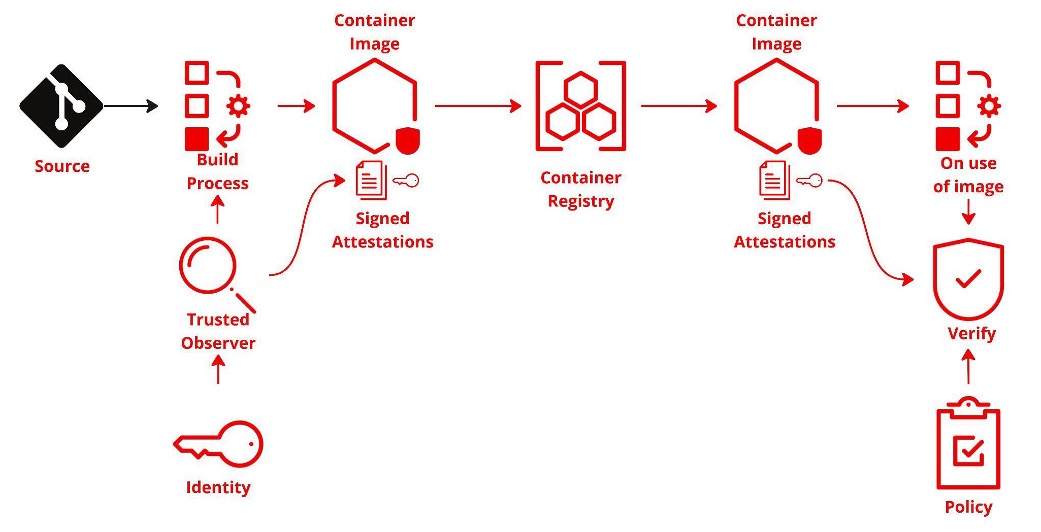 Container
Image
Container
Image
Source
Build
Process
Container
Registry
On use
of image
Signed
Attestations
Signed
Attestations
Trusted
Observer
Verify
Identity
Policy